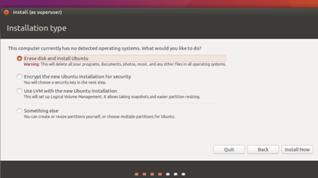 Install (as superuser)
Installation type
This computer currently has no detected operating systems. What would you like to do?
Erase disk and install Ubuntu
Warning: This will delete all your programs, documents, photos, music, and any other files in all operating systems.
Encrypt the new Ubuntu installation for security
You will choose a security key in the next step.
Use LVM with the new Ubuntu installation
This will set up Logical Volume Management. It allows taking snapshots and easier partition resizing.
Something else
You can create or resize partitions yourself, or choose multiple partitions for Ubuntu.
Quit
Back
Install Now